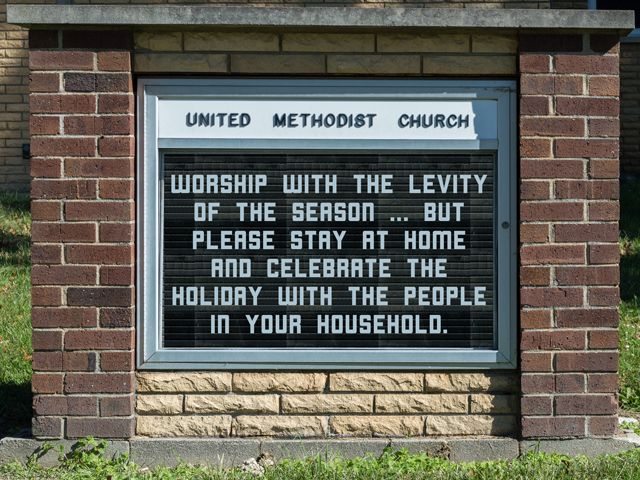 UNITED METHODIST CHURCH
WORSHIP WITH THE LEVITY
OF THE SEASON ... BUT
PLEASE STAY AT HOME
AND CELEBRATE THE
HOLIDAY WITH THE PEOPLE
IN YOUR HOUSEHOLD.